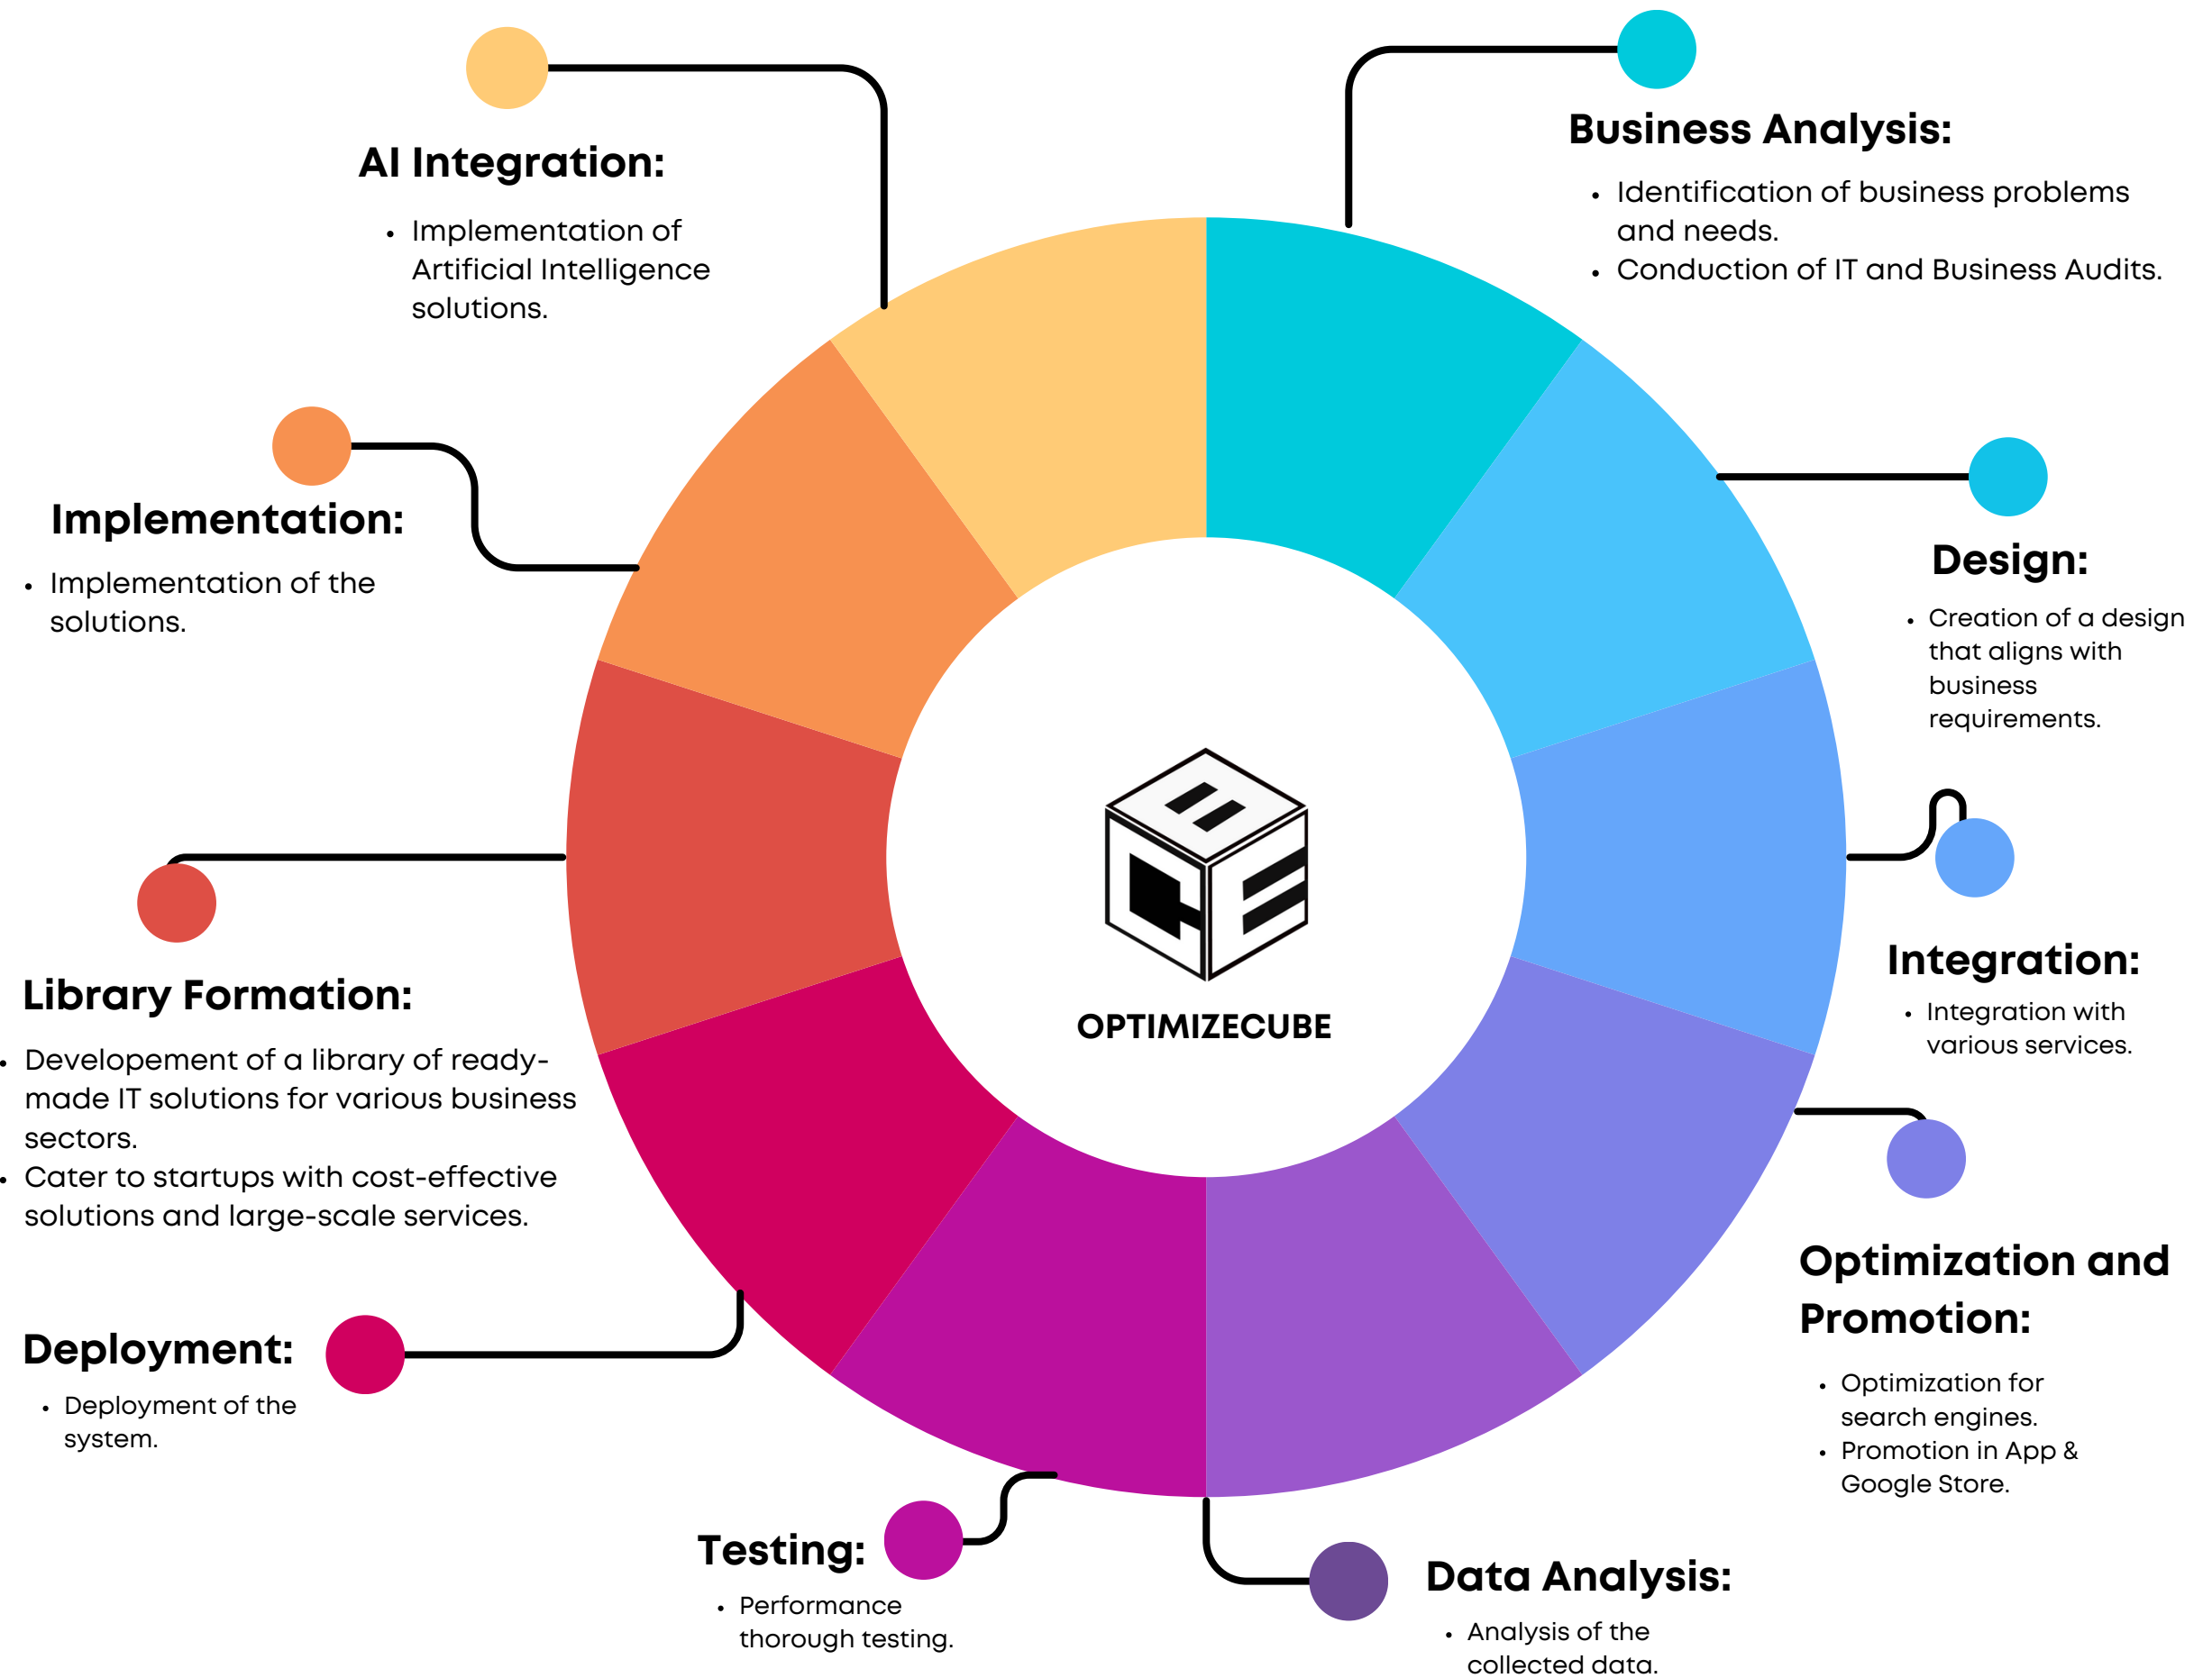 AI Integration:
• Implementation of
Artificial Intelligence
solutions.
Business Analysis:
• Identification of business problems
and needs.
• Conduction of IT and Business Audits.
Implementation:
• Implementation of the
solutions.
Design:
• Creation of a design
that aligns with
business
requirements.
Library Formation:
• Developement of a library of ready-
made IT solutions for various business
sectors.
• Cater to startups with cost-effective
solutions and large-scale services.
OPTIMIZECUBE
Integration:
• Integration with
various services.
Optimization and
Promotion:
• Optimization for
search engines.
• Promotion in App &
Google Store.
Deployment:
• Deployment of the
system.
Testing:
• Performance
thorough testing.
Data Analysis:
• Analysis of the
collected data.